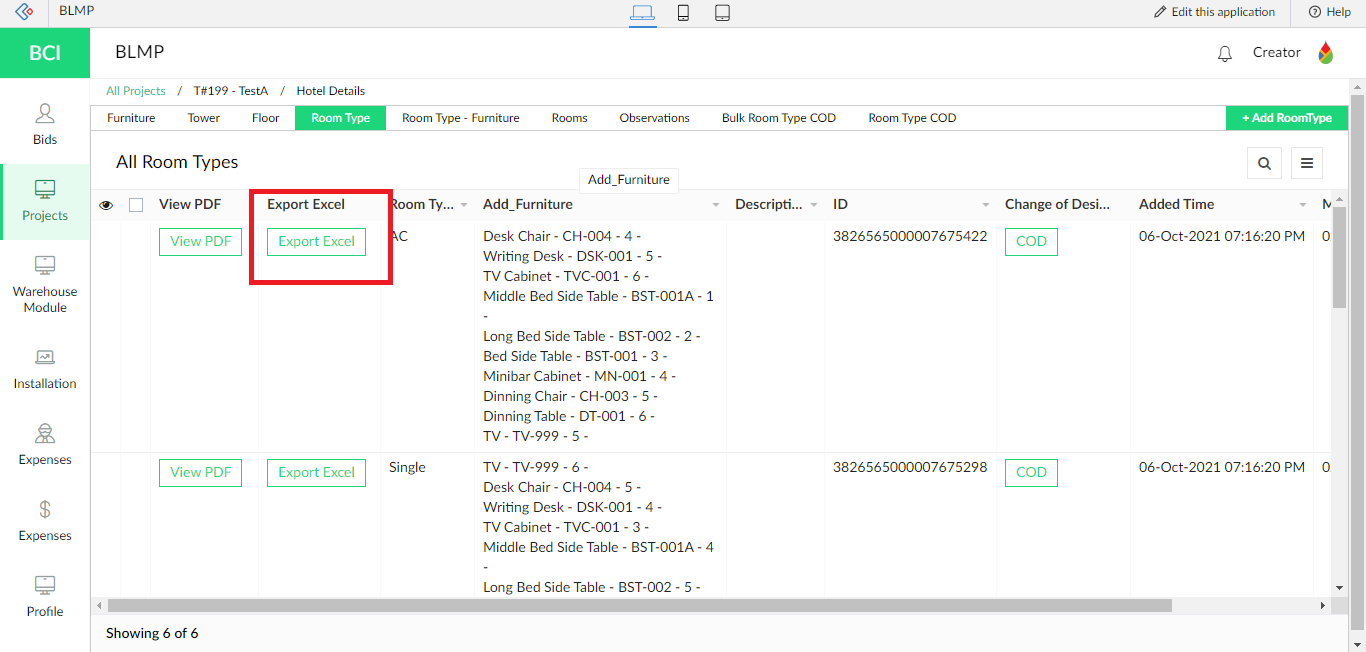 BLMP
Edit this application
Help
BCI
BLMP
Creator
All Projects / T#199 - TestA / Hotel Details
Furniture Tower Floor Room Type Room Type - Furniture Rooms Observations Bulk Room Type COD Room Type COD + Add RoomType
All Room Types
Add_Furniture
View PDF Export Excel Room Ty... Add_Furniture Descripti... ID Change of Desi... Added Time M
View PDF Export Excel AC Desk Chair - CH-004 - 4 - 3826565000007675422 COD 06-Oct-2021 07:16:20 PM 0
Writing Desk - DSK-001 - 5 -
TV Cabinet - TVC-001 - 6 -
Middle Bed Side Table - BST-001A - 1
-
Long Bed Side Table - BST-002 - 2 -
Bed Side Table - BST-001 - 3 -
Minibar Cabinet - MN-001 - 4 -
Dinning Chair - CH-003 - 5 -
Dinning Table - DT-001 - 6 -
TV - TV-999 - 5 -
View PDF Export Excel Single TV - TV-999 - 6 - 3826565000007675298 COD 06-Oct-2021 07:16:20 PM 0
Desk Chair - CH-004 - 5 -
Writing Desk - DSK-001 - 4 -
TV Cabinet - TVC-001 - 3 -
Middle Bed Side Table - BST-001A - 4
-
Long Bed Side Table - BST-002 - 5 -
Showing 6 of 6
Bids
Projects
Warehouse
Module
Installation
Expenses
Expenses
Profile